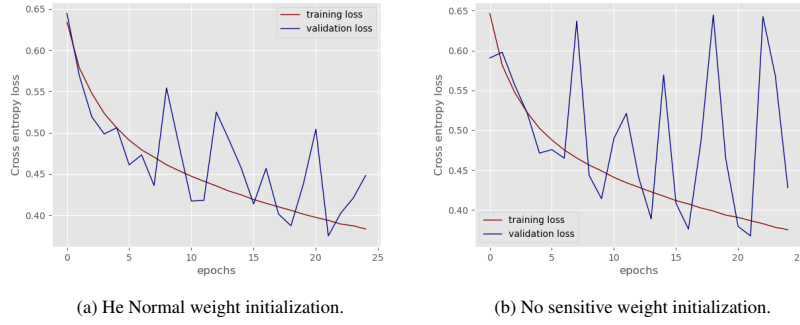 0.65
0.60
0.55
0.50
0.45
0.40
Cross entropy loss
training loss
validation loss
0 5 10 15 20 25
epochs
(a) He Normal weight initialization.
0.65
0.60
0.55
0.50
0.45
0.40
Cross entropy loss
training loss
validation loss
0 5 10 15 20
epochs
(b) No sensitive weight initialization.